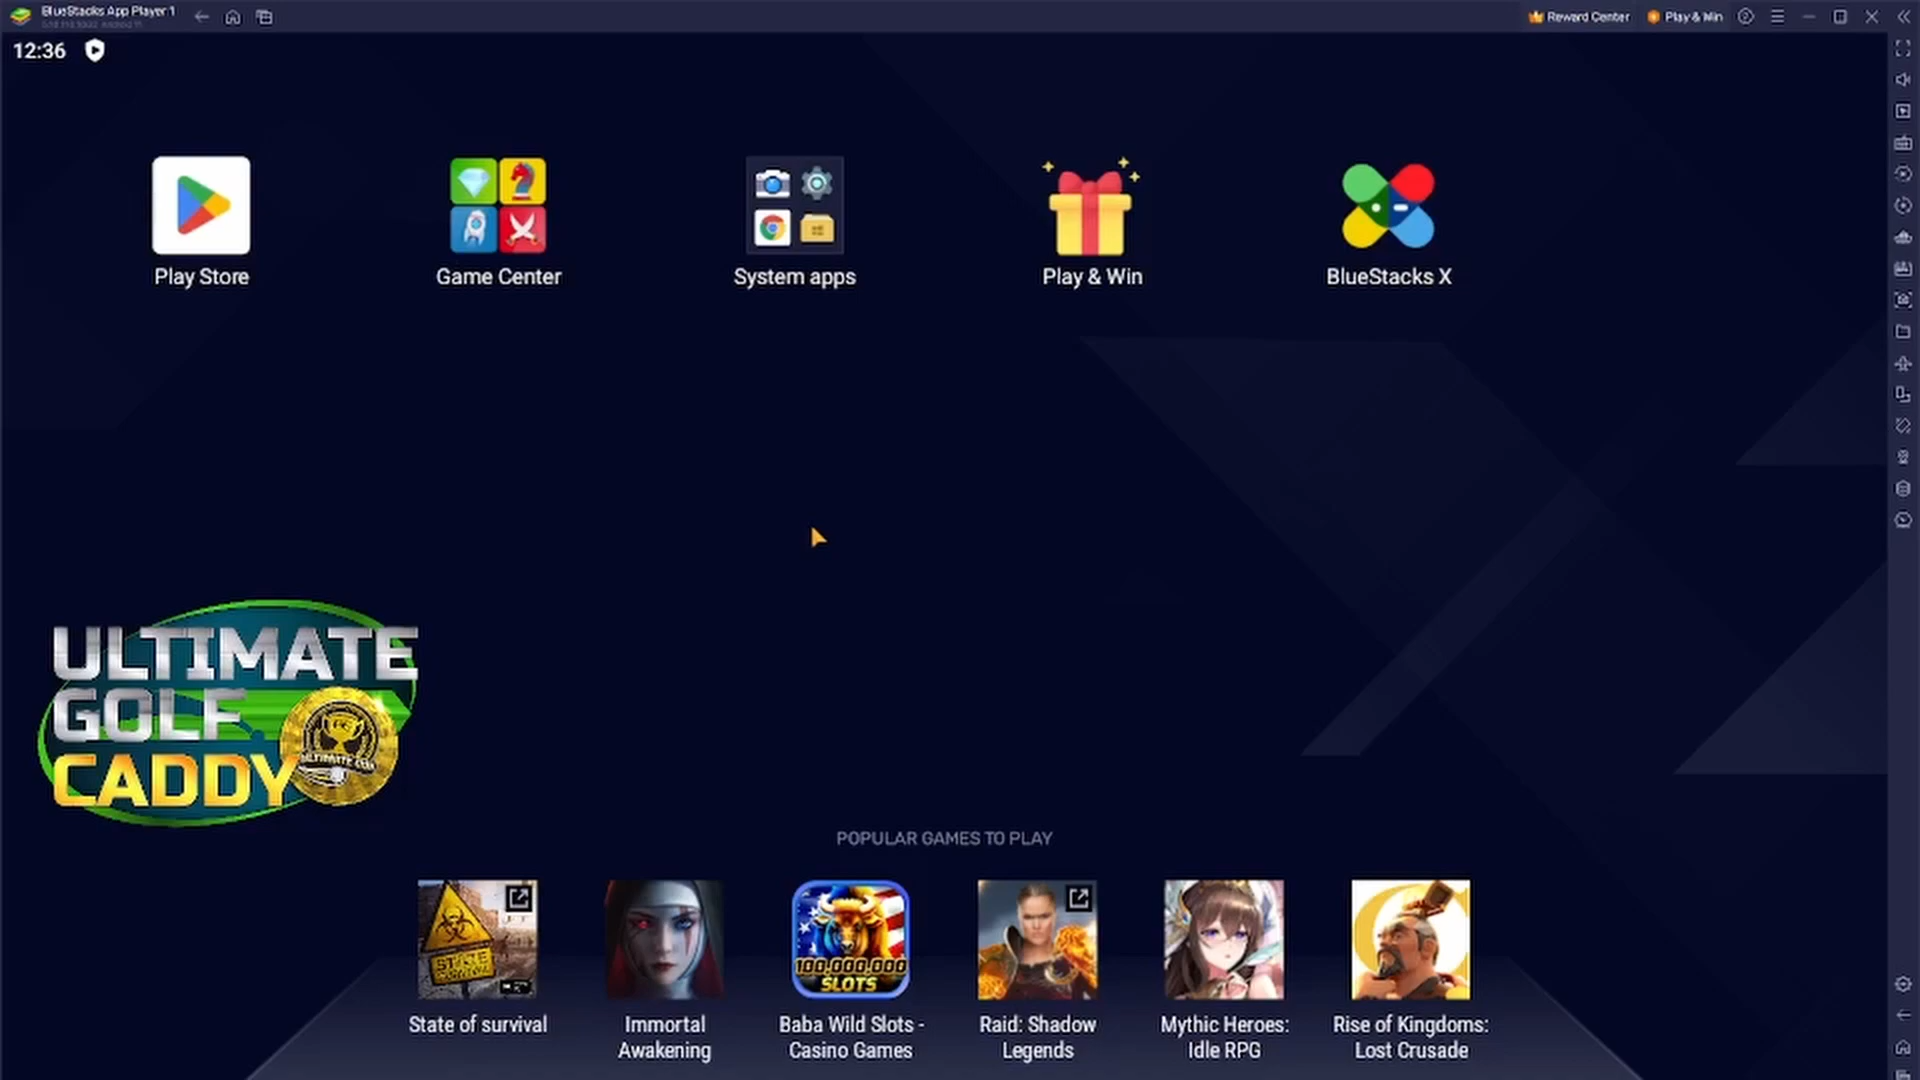 BlueStacks App Player 1
Reward Center
Play & Win
12:36
Play Store
Game Center
System apps
Play & Win
BlueStacks X
ULTIMATE
GOLF
CADDY
POPULAR GAMES TO PLAY
100,000,000
SLOTS
State of survival
Immortal
Awakening
Baba Wild Slots -
Casino Games
Raid: Shadow
Legends
Mythic Heroes:
Idle RPG
Rise of Kingdoms:
Lost Crusade